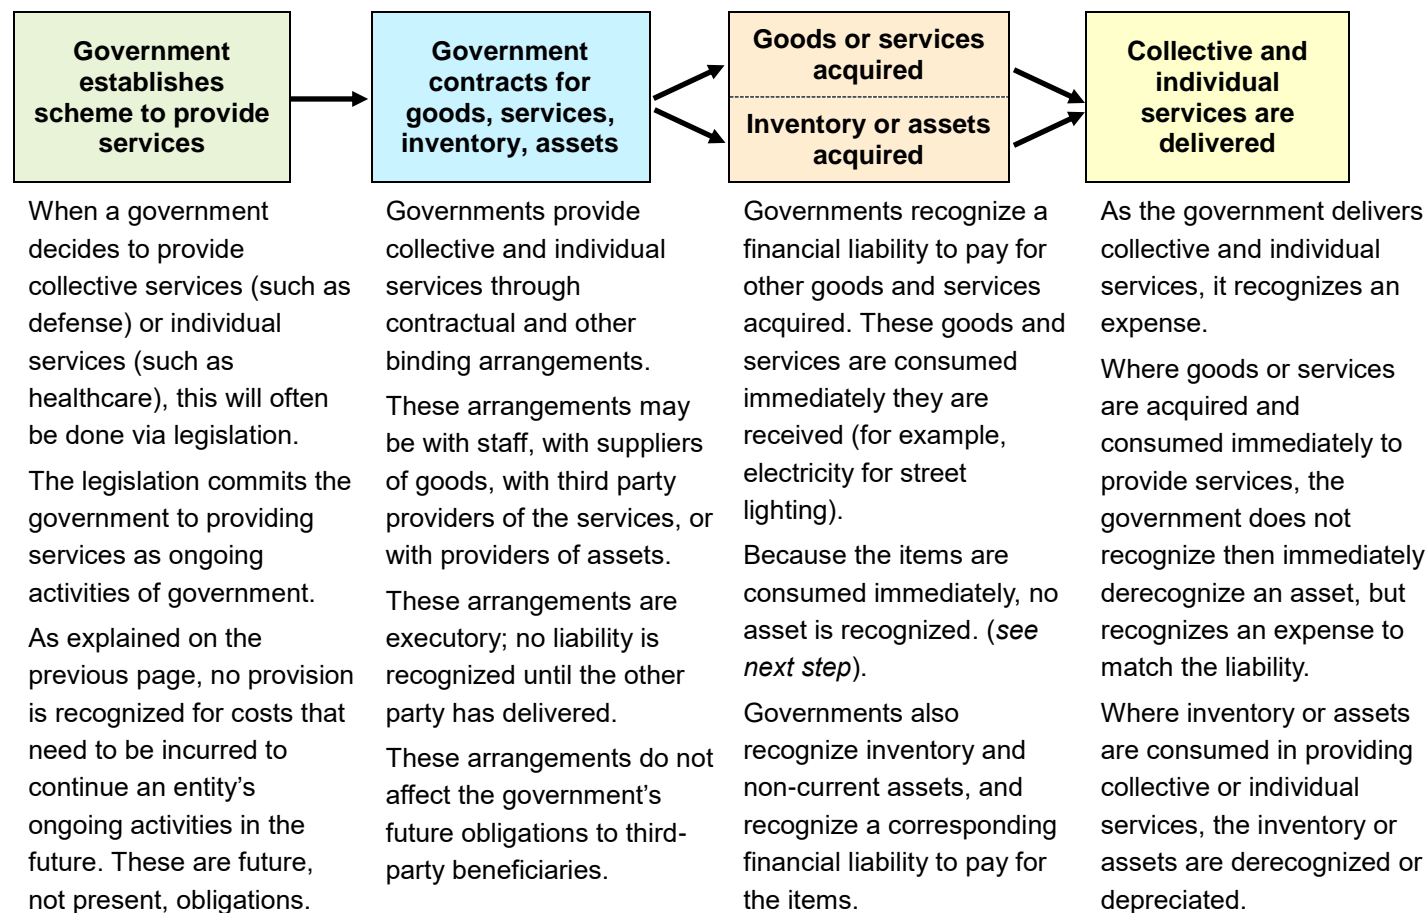 Government
establishes
scheme to provide
services
Government
contracts for
goods, services,
inventory, assets
Goods or services
acquired
Inventory or assets
acquired
Collective and
individual
services are
delivered
When a government
decides to provide
collective services (such as
defense) or individual
services (such as
healthcare), this will often
be done via legislation.
The legislation commits the
government to providing
services as ongoing
activities of government.
As explained on the
previous page, no provision
is recognized for costs that
need to be incurred to
continue an entity’s
ongoing activities in the
future. These are future,
not present, obligations.
Governments provide
collective and individual
services through
contractual and other
binding arrangements.
These arrangements may
be with staff, with suppliers
of goods, with third party
providers of the services, or
with providers of assets.
These arrangements are
executory; no liability is
recognized until the other
party has delivered.
These arrangements do not
affect the government’s
future obligations to third-
party beneficiaries.
Governments recognize a
financial liability to pay for
other goods and services
acquired. These goods and
services are consumed
immediately they are
received (for example,
electricity for street
lighting).
Because the items are
consumed immediately, no
asset is recognized. (see
next step).
Governments also
recognize inventory and
non-current assets, and
recognize a corresponding
financial liability to pay for
the items.
As the government delivers
collective and individual
services, it recognizes an
expense.
Where goods or services
are acquired and
consumed immediately to
provide services, the
government does not
recognize then immediately
derecognize an asset, but
recognizes an expense to
match the liability.
Where inventory or assets
are consumed in providing
collective or individual
services, the inventory or
assets are derecognized or
depreciated.